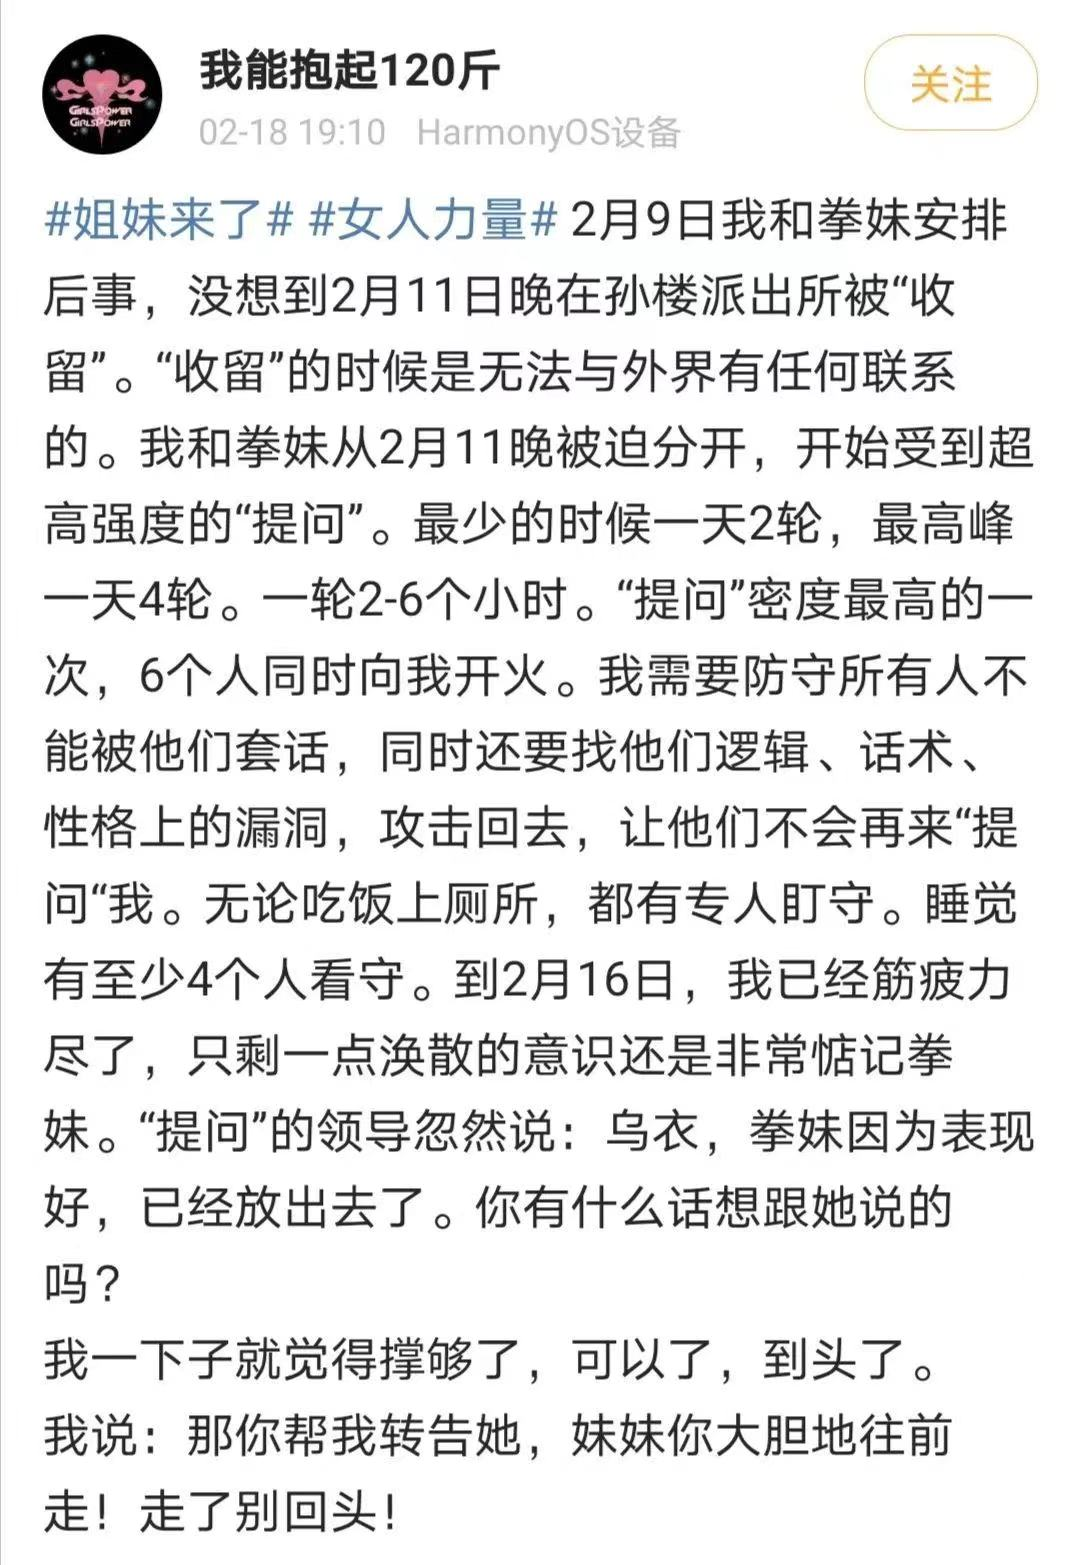 我能抱起120斤
关注
02-18 19:10 HarmonyOS设备
GIRLSPOWER
GIRLSPOWER
#姐妹来了# #女人力量# 2月9日我和拳妹安排
后事，没想到2月11日晚在孙楼派出所被“收
留”。“收留”的时候是无法与外界有任何联系
的。我和拳妹从2月11晚被迫分开，开始受到超
高强度的“提问”。最少的时候一天2轮，最高峰
一天4轮。一轮2-6个小时。“提问”密度最高的一
次，6个人同时向我开火。我需要防守所有人不
能被他们套话，同时还要找他们逻辑、话术、
性格上的漏洞，攻击回去，让他们不会再来“提
问“我。无论吃饭上厕所，都有专人盯守。睡觉
有至少4个人看守。到2月16日，我已经筋疲力
尽了，只剩一点涣散的意识还是非常惦记拳
妹。“提问”的领导忽然说：乌衣，拳妹因为表现
好，已经放出去了。你有什么话想跟她说的
吗？
我一下子就觉得撑够了，可以了，到头了。
我说：那你帮我转告她，妹妹你大胆地往前
走！走了别回头！